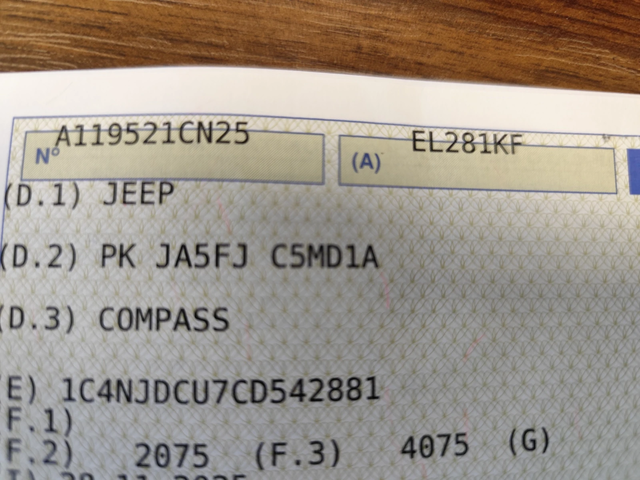 A119521CN25 EL281KF
N° (A)
(D.1) JEEP
(D.2) PK JA5FJ C5MD1A
(D.3) COMPASS
E) 1C4NJDCU7CD542881
F.1)
F.2) 2075 (F.3) 4075 (G)